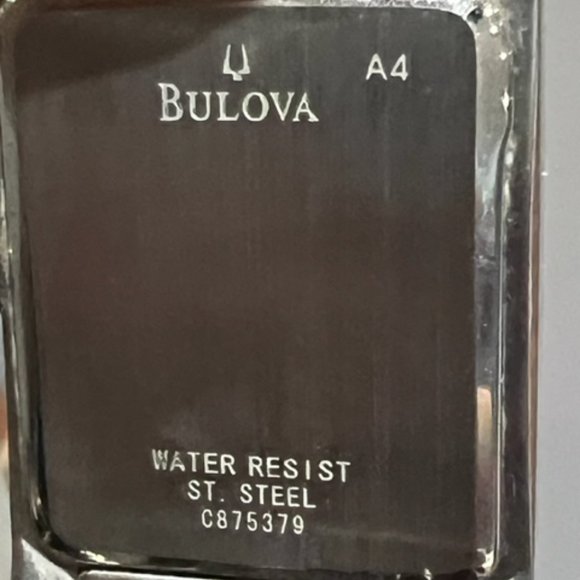 A4
BULOVA
WATER RESIST
ST. STEEL
C875379